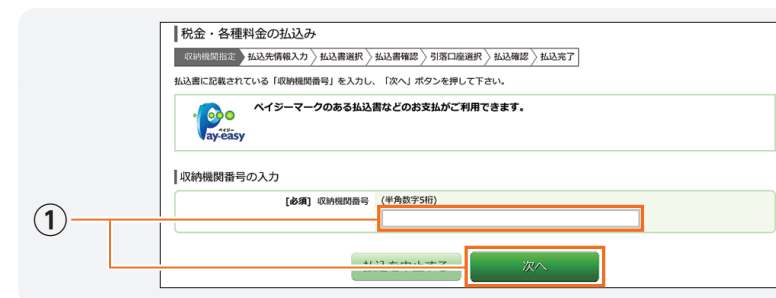 税金・各種料金の払込み
収納機関指定 払込先情報入力 払込書選択 払込書確認 引落口座選択 払込確認 払込完了
払込書に記載されている「収納機関番号」を入力し、「次へ」ボタンを押して下さい。
ペイジーマークのある払込書などのお支払がご利用できます。
ペイジー
Pay-easy
収納機関番号の入力
[必須] 収納機関番号 (半角数字5桁)
①
払込を中止する 次へ